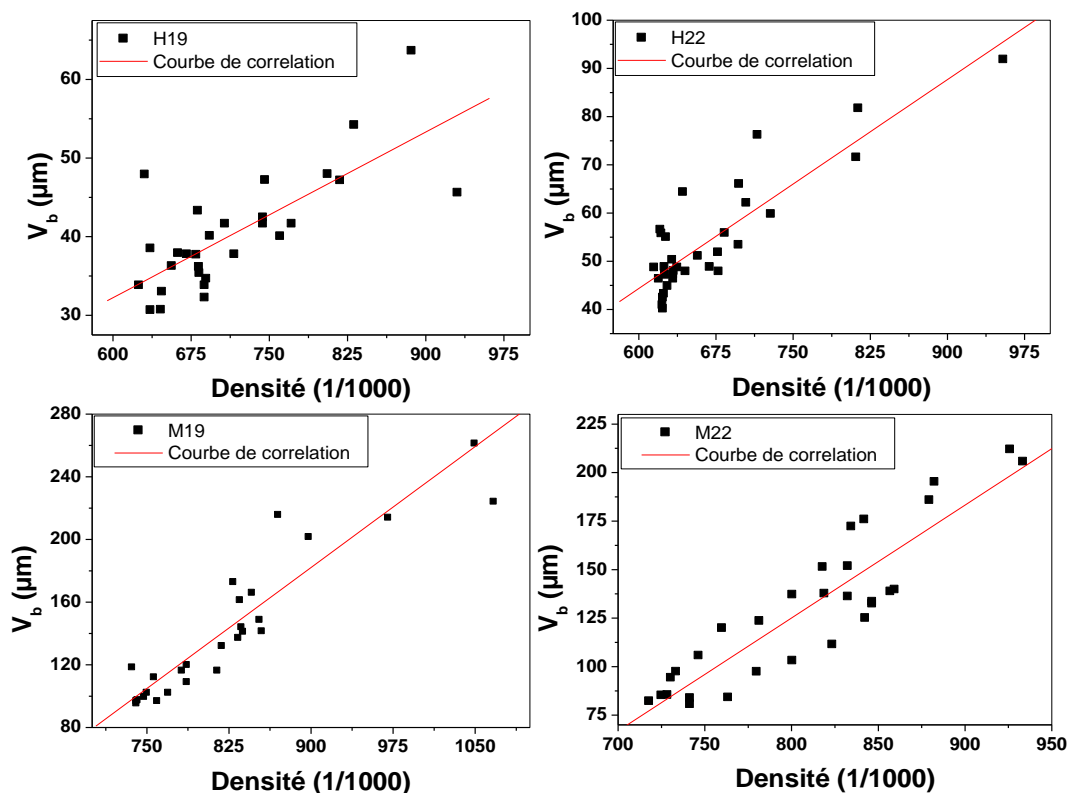 H19
Courbe de correlation
60
50
40
30
V_b (µm)
600 675 750 825 900 975
Densité (1/1000)
H22
Courbe de correlation
100
90
80
70
60
50
40
V_b (µm)
600 675 750 825 900 975
Densité (1/1000)
M19
Courbe de correlation
280
240
200
160
120
80
V_b (µm)
750 825 900 975 1050
Densité (1/1000)
M22
Courbe de correlation
225
200
175
150
125
100
75
V_b (µm)
700 750 800 850 900 950
Densité (1/1000)